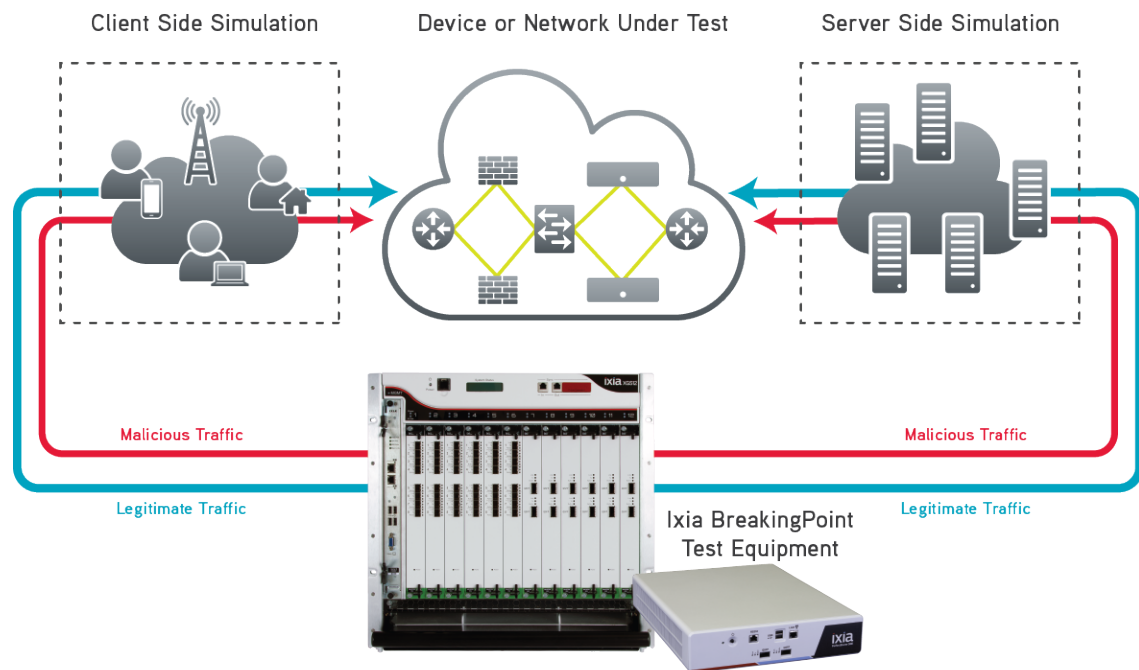 Client Side Simulation
Device or Network Under Test
Server Side Simulation
ixia XGS12
Malicious Traffic
Malicious Traffic
Legitimate Traffic
Legitimate Traffic
Ixia BreakingPoint
Test Equipment
ixia